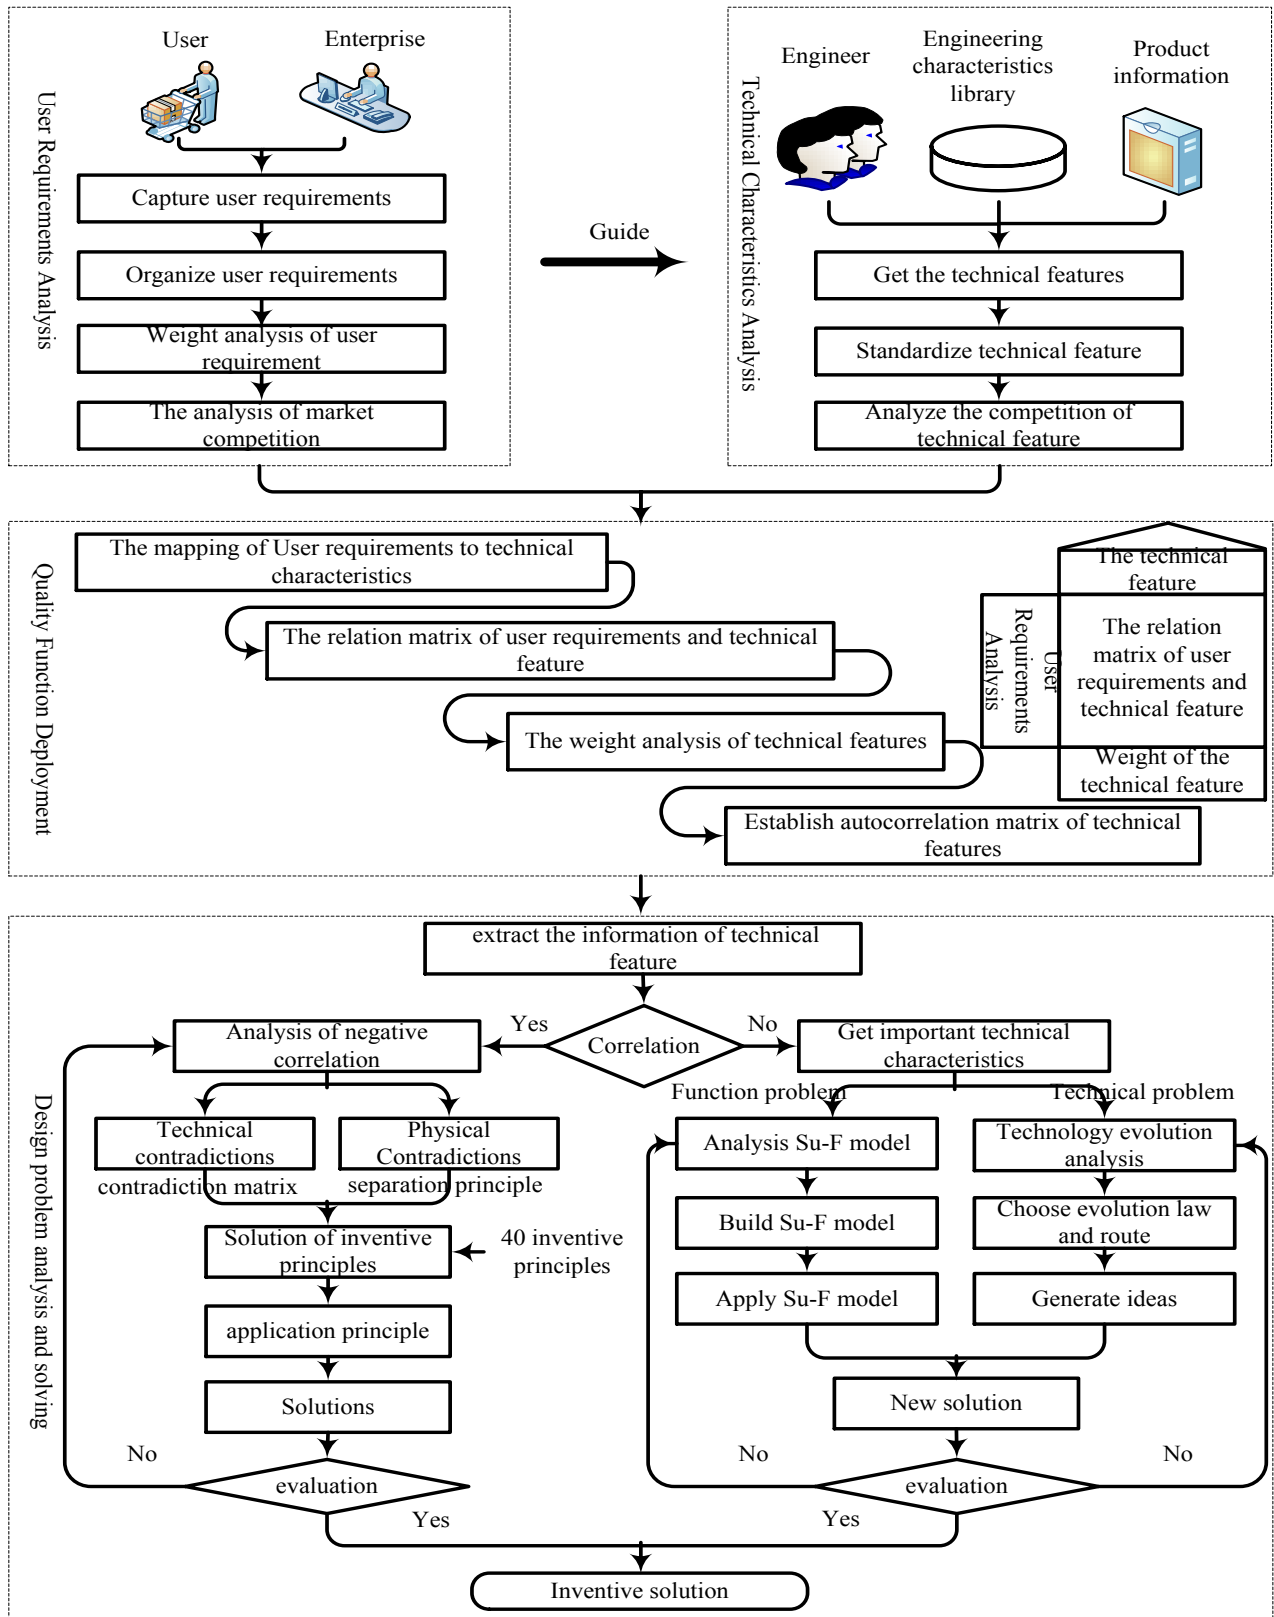 User
Enterprise
User Requirements Analysis
Capture user requirements
Organize user requirements
Weight analysis of user
requirement
The analysis of market
competition
Guide
Engineer
Engineering
characteristics
library
Product
information
Technical Characteristics Analysis
Get the technical features
Standardize technical feature
Analyze the competition of
technical feature
Quality Function Deployment
The mapping of User requirements to technical
characteristics
The relation matrix of user requirements and technical
feature
The weight analysis of technical features
Establish autocorrelation matrix of technical
features
The technical
feature
User
Requirements
Analysis
The relation
matrix of user
requirements and
technical feature
Weight of the
technical feature
Design problem analysis and solving
extract the information of technical
feature
Correlation
Yes
No
Analysis of negative
correlation
Technical
contradictions
contradiction matrix
Physical
Contradictions
separation principle
Solution of inventive
principles
40 inventive
principles
application principle
Solutions
evaluation
No
Yes
Get important technical
characteristics
Function problem
Technical problem
Analysis Su-F model
Build Su-F model
Apply Su-F model
Technology evolution
analysis
Choose evolution law
and route
Generate ideas
New solution
evaluation
No
No
Yes
Inventive solution